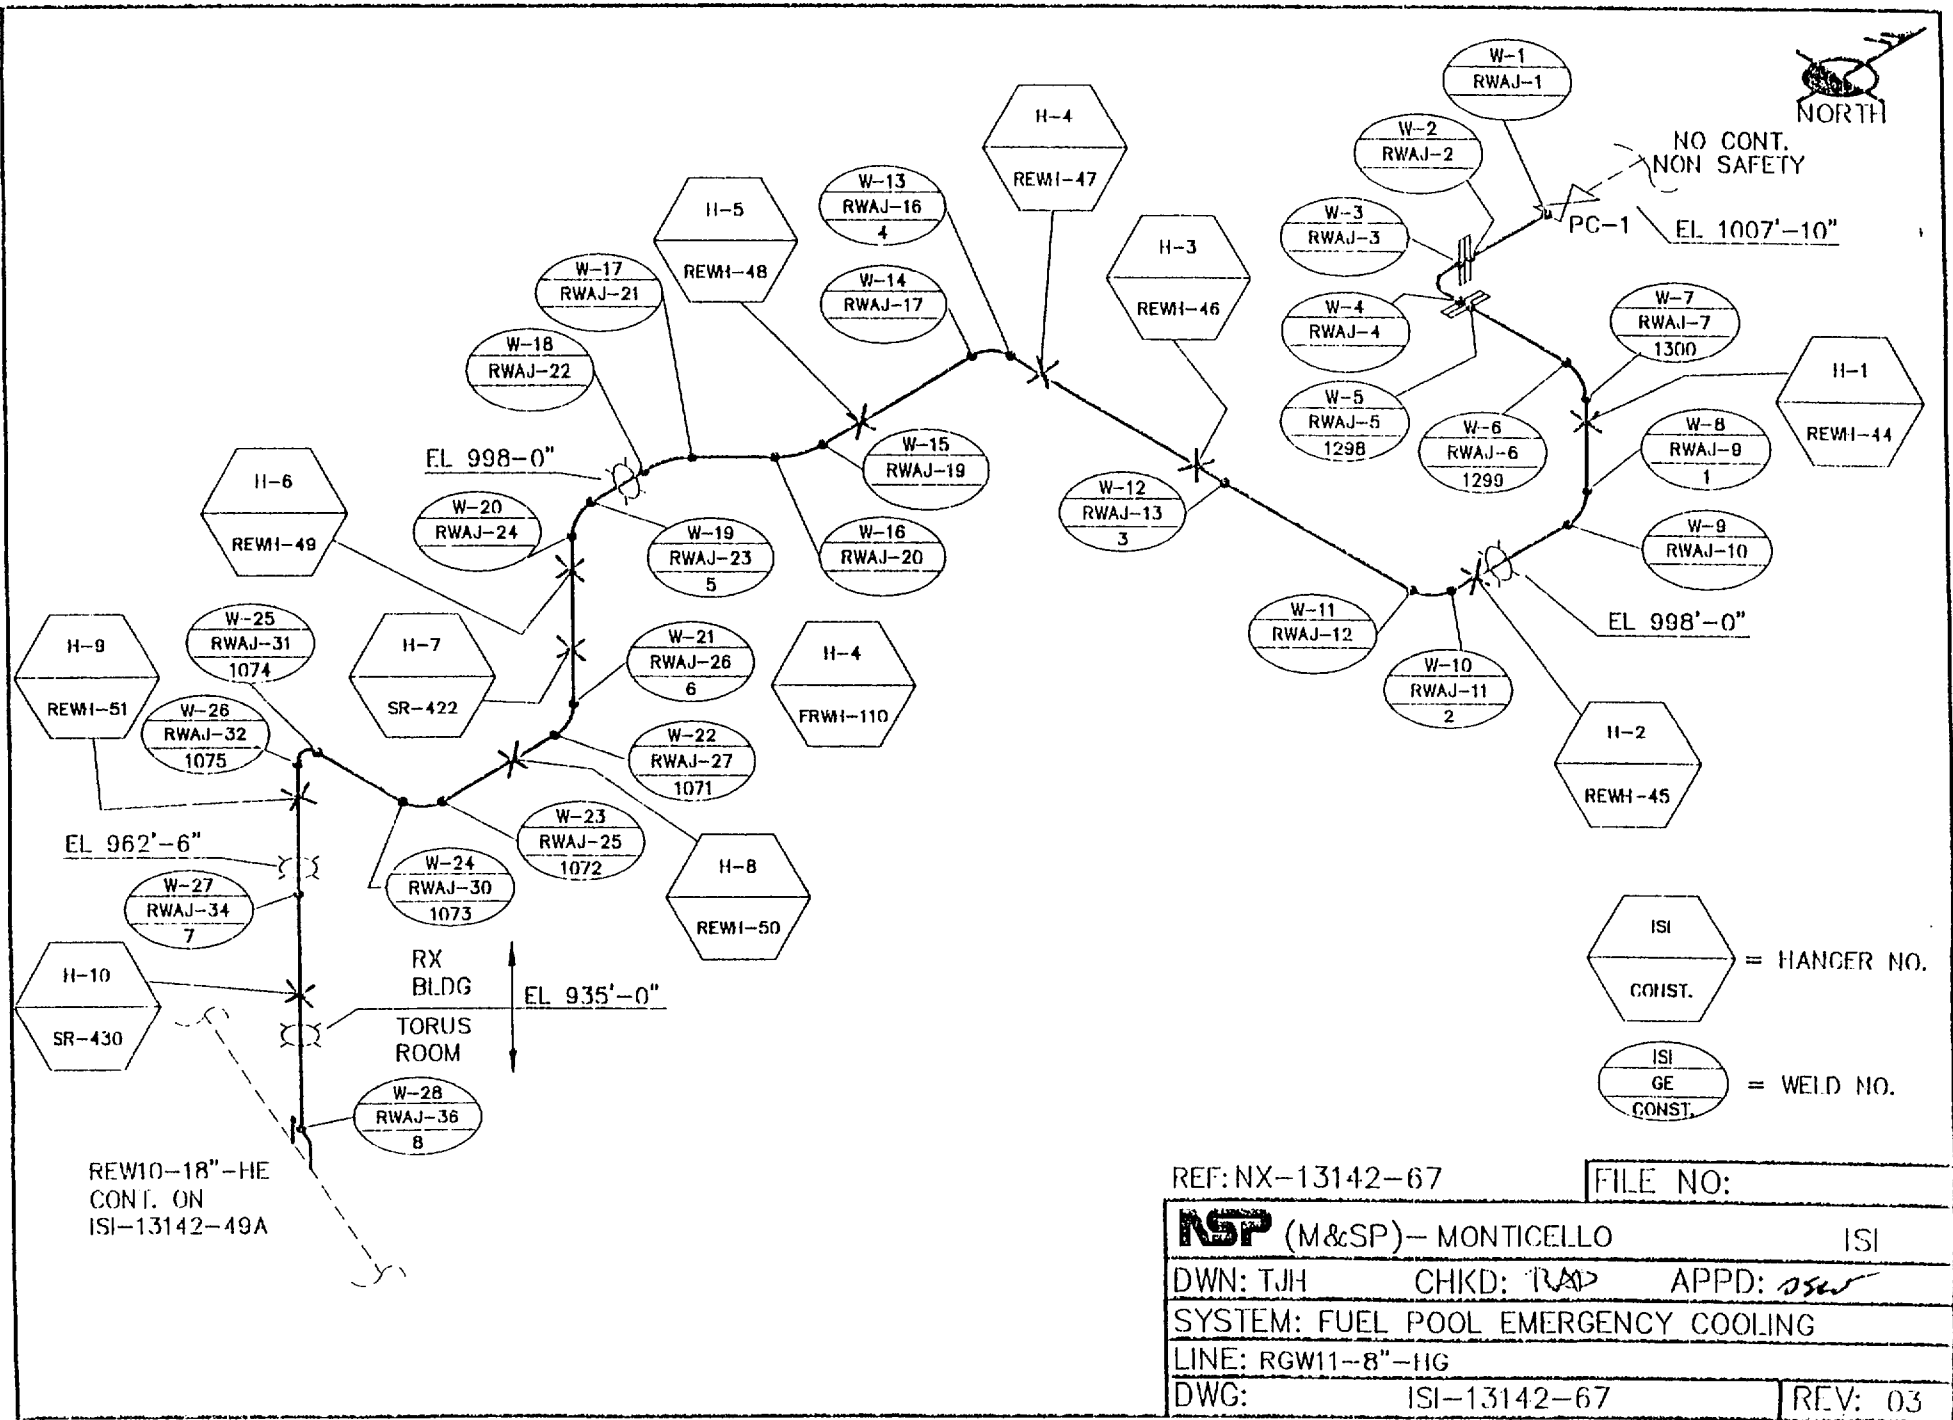 W-1
RWAJ-1
NORTH
W-2
RWAJ-2
NO CONT.
NON SAFETY
H-4
REWH-47
W-13
RWAJ-16
4
H-5
REWH-48
W-3
RWAJ-3
PC-1
EL 1007'-10"
H-3
REWH-46
W-17
RWAJ-21
W-14
RWAJ-17
W-4
RWAJ-4
W-7
RWAJ-7
1300
W-18
RWAJ-22
H-1
REWH-44
W-5
RWAJ-5
1298
W-6
RWAJ-6
1299
W-8
RWAJ-9
1
EL 998-0"
W-15
RWAJ-19
H-6
REWH-49
W-20
RWAJ-24
W-19
RWAJ-23
5
W-16
RWAJ-20
W-12
RWAJ-13
3
W-9
RWAJ-10
W-11
RWAJ-12
EL 998'-0"
W-25
RWAJ-31
1074
H-9
REWH-51
H-7
SR-422
W-21
RWAJ-26
6
H-4
FRWH-110
W-10
RWAJ-11
2
W-26
RWAJ-32
1075
W-22
RWAJ-27
1071
H-2
REWH-45
EL 962'-6"
W-23
RWAJ-25
1072
W-24
RWAJ-30
1073
H-8
REWH-50
W-27
RWAJ-34
7
ISI
CONST.
= HANGER NO.
H-10
SR-430
RX
BLDG
EL 935'-0"
TORUS
ROOM
ISI
GE
CONST.
= WELD NO.
W-28
RWAJ-36
8
REW10-18"-HE
CONT. ON
ISI-13142-49A
REF: NX-13142-67
FILE NO:
NSP (M&SP)- MONTICELLO ISI
DWN: TJH CHKD: RAD APPD:
SYSTEM: FUEL POOL EMERGENCY COOLING
LINE: RGW11-8"-HG
DWG: ISI-13142-67 REV: 03